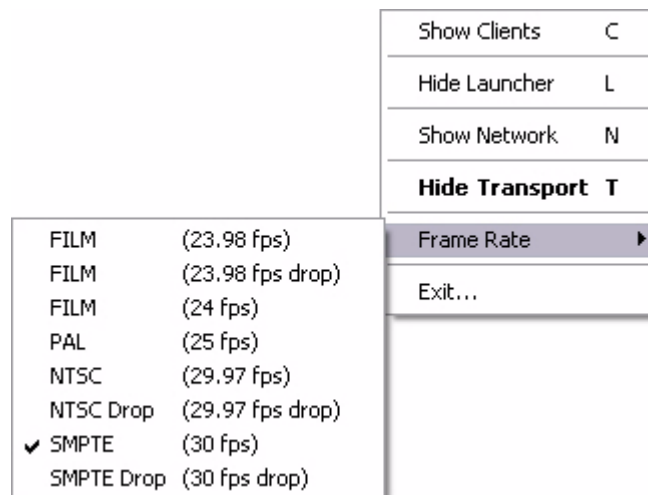 Show Clients C
Hide Launcher L
Show Network N
Hide Transport T
Frame Rate
Exit...
FILM (23.98 fps)
FILM (23.98 fps drop)
FILM (24 fps)
PAL (25 fps)
NTSC (29.97 fps)
NTSC Drop (29.97 fps drop)
SMPTE (30 fps)
SMPTE Drop (30 fps drop)